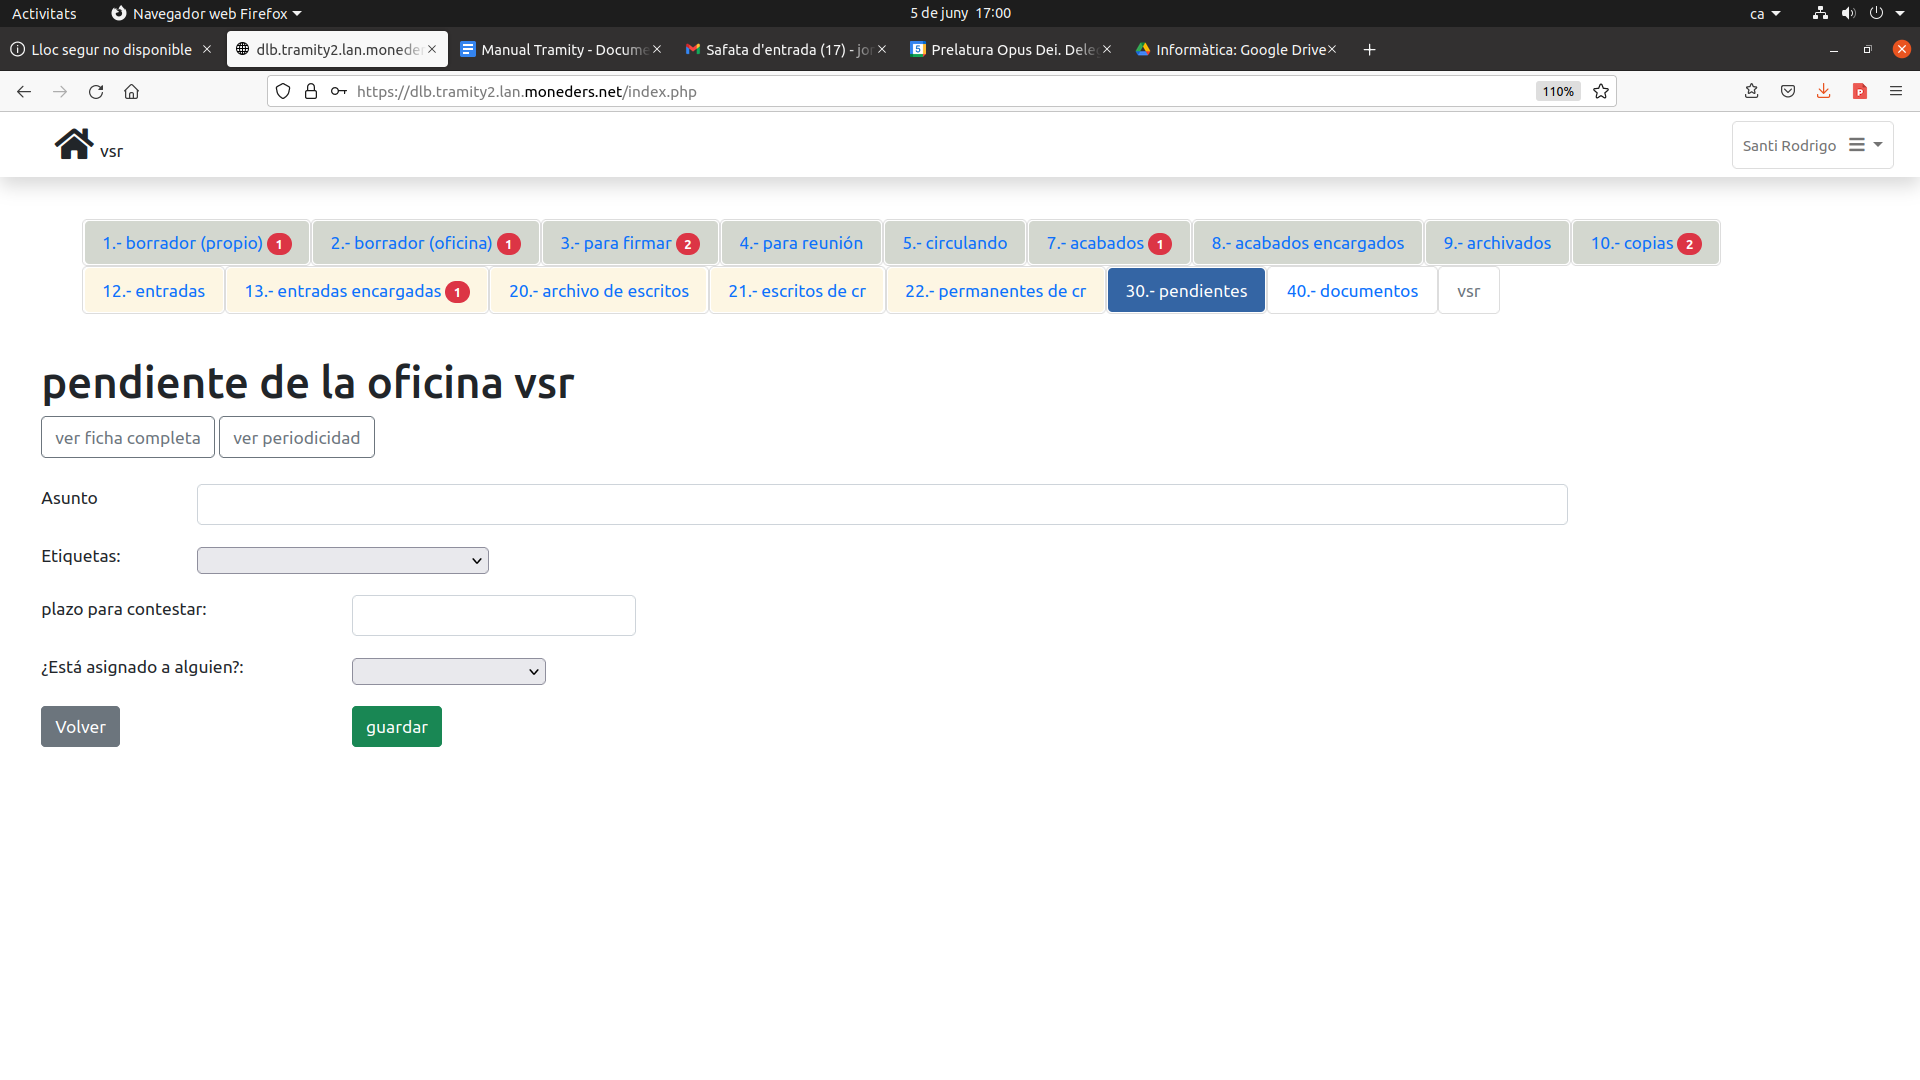 Activitats Navegador web Firefox 5 de juny 17:00 ca
Lloc segur no disponible dlb.tramity2.lan.moneders Manual Tramity - Docume Safata d'entrada (17) - jor Prelatura Opus Dei. Dele Informàtica: Google Drive
https://dlb.tramity2.lan.moneders.net/index.php 110%
vsr Santi Rodrigo
1.- borrador (propio) 1 2.- borrador (oficina) 1 3.- para firmar 2 4.- para reunión 5.- circulando 7.- acabados 1 8.- acabados encargados 9.- archivados 10.- copias 2
12.- entradas 13.- entradas encargadas 1 20.- archivo de escritos 21.- escritos de cr 22.- permanentes de cr 30.- pendientes 40.- documentos vsr
pendiente de la oficina vsr
ver ficha completa ver periodicidad
Asunto
Etiquetas:
plazo para contestar:
¿Está asignado a alguien?:
Volver guardar